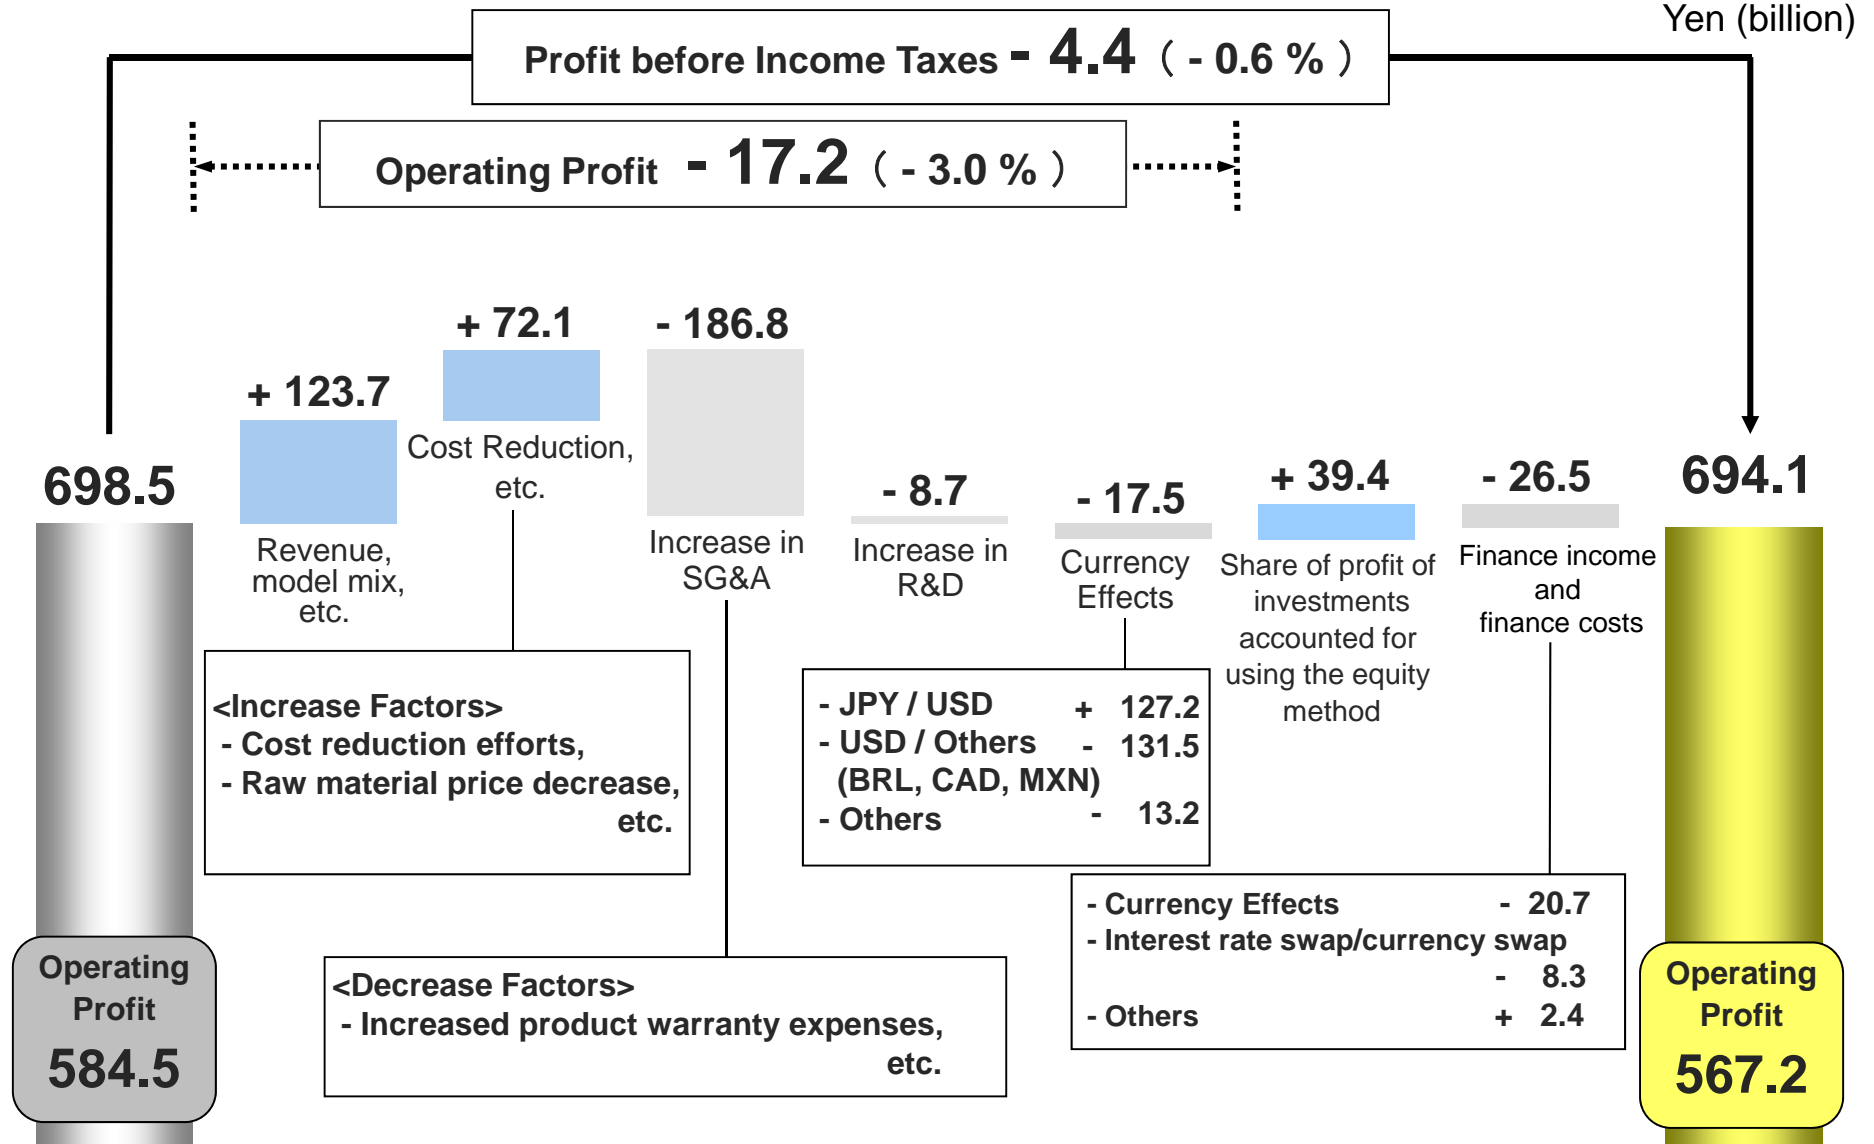 Yen (billion)
Profit before Income Taxes - 4.4 ( - 0.6 % )
Operating Profit - 17.2 ( - 3.0 % )
698.5
+ 123.7
Revenue,
model mix,
etc.
+ 72.1
Cost Reduction,
etc.
- 186.8
Increase in
SG&A
- 8.7
Increase in
R&D
- 17.5
Currency
Effects
+ 39.4
Share of profit of
investments
accounted for
using the equity
method
- 26.5
Finance income
and
finance costs
694.1
<Increase Factors>
- Cost reduction efforts,
- Raw material price decrease,
etc.
- JPY / USD + 127.2
- USD / Others - 131.5
(BRL, CAD, MXN)
- Others - 13.2
- Currency Effects - 20.7
- Interest rate swap/currency swap
- 8.3
- Others + 2.4
<Decrease Factors>
- Increased product warranty expenses,
etc.
Operating
Profit
584.5
Operating
Profit
567.2